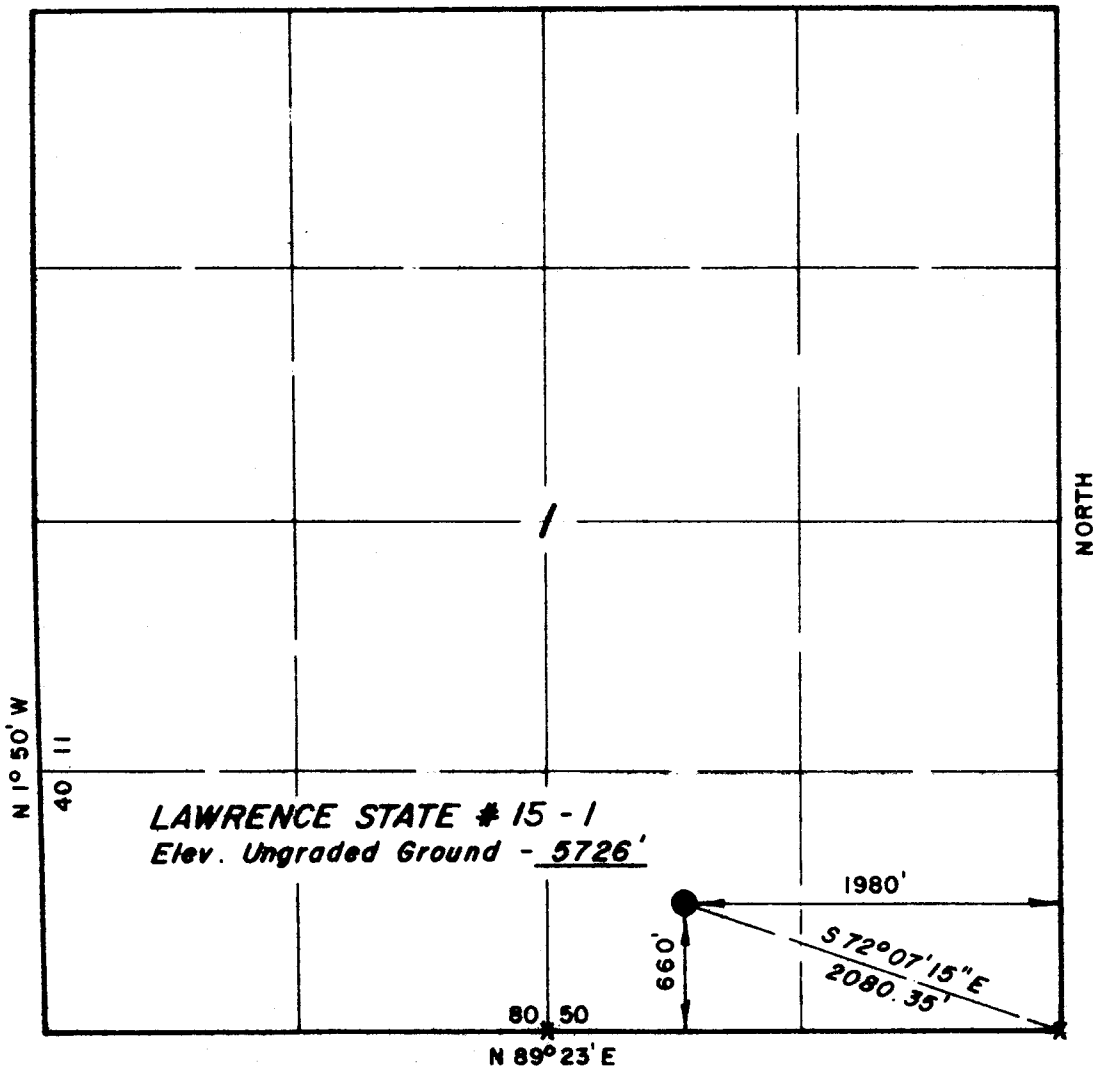 NORTH
1
N 1° 50' W
40 11
LAWRENCE STATE # 15 - 1
Elev. Ungraded Ground - 5726'
1980'
660'
S 72° 07' 15" E
2080.35'
80 50
N 89° 23' E